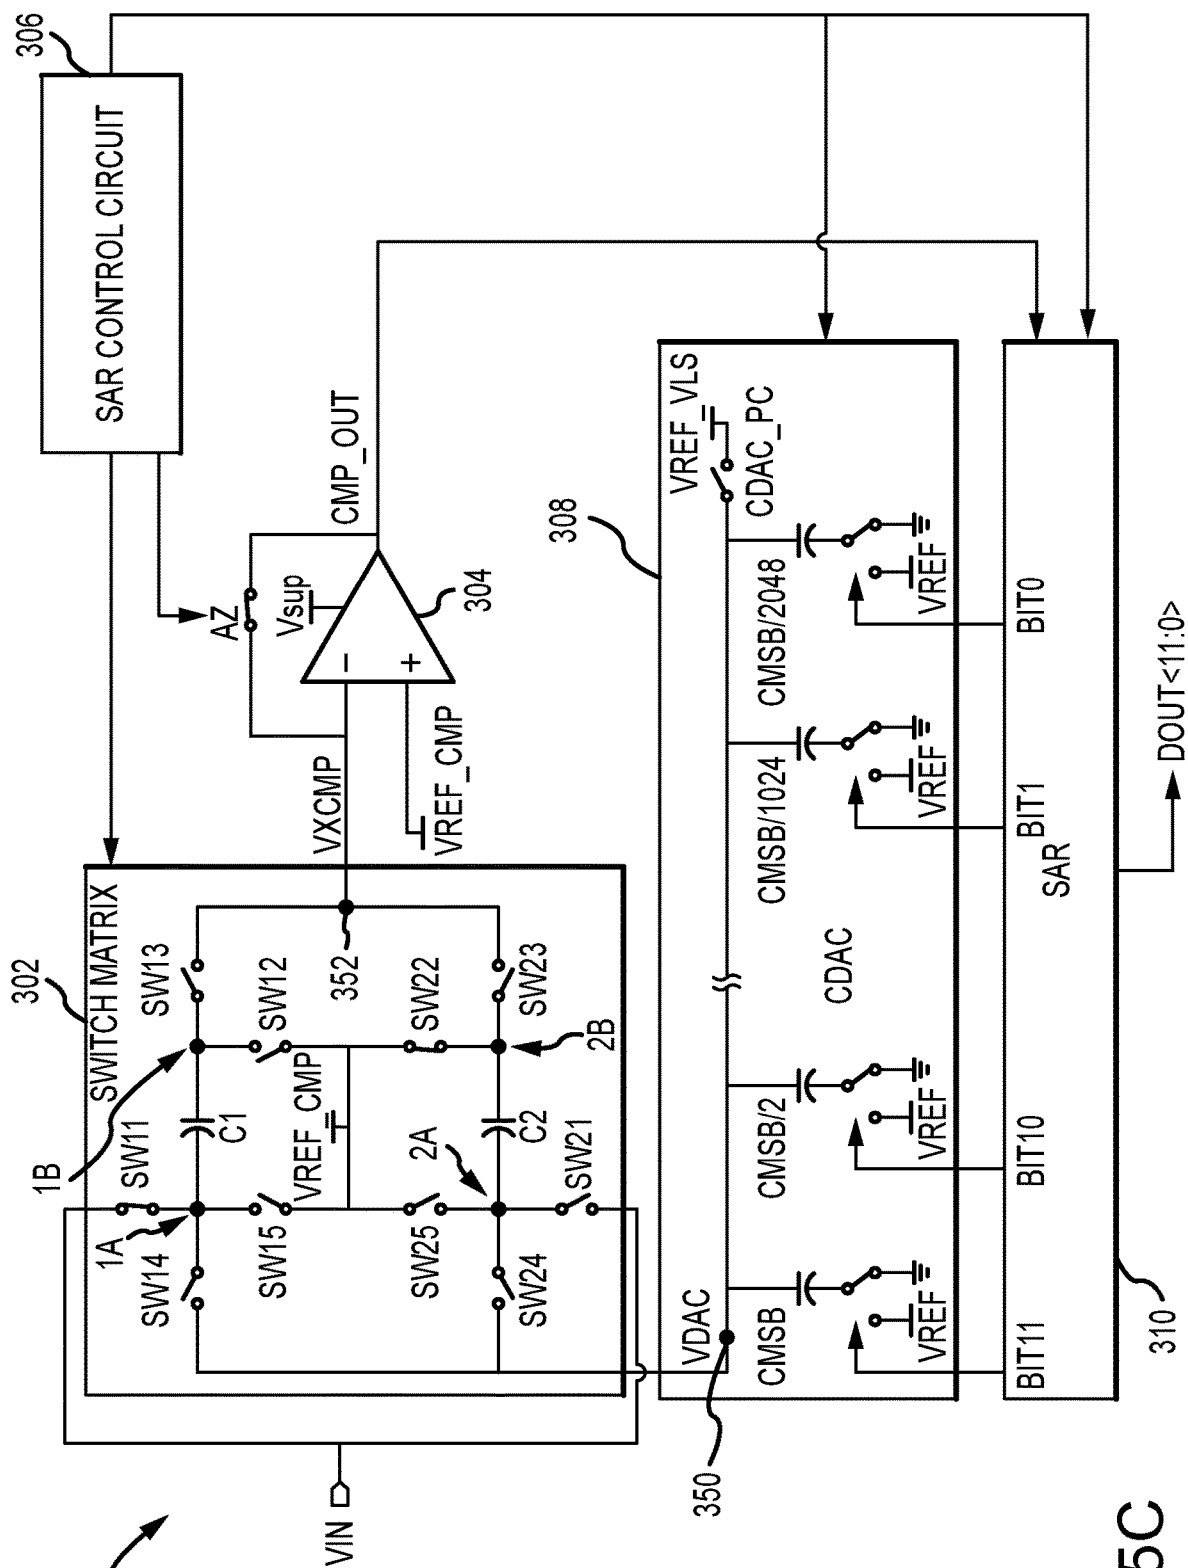 306
SAR CONTROL CIRCUIT
302
SWITCH MATRIX
1B
SW11
1A
SW14
C1
SW13
SW12
SW15
VREF_CMP
352
SW22
SW25
2A
C2
2B
SW23
SW24
SW21
VIN
VXCMP
VREF_CMP
AZ
Vsup
−
+
CMP_OUT
304
308
VREF_VLS
CDAC_PC
VDAC
350
CMSB
CMSB/2
CMSB/1024
CMSB/2048
VREF
VREF
VREF
VREF
CDAC
BIT11
BIT10
BIT1
BIT0
SAR
310
DOUT<11:0>
5C